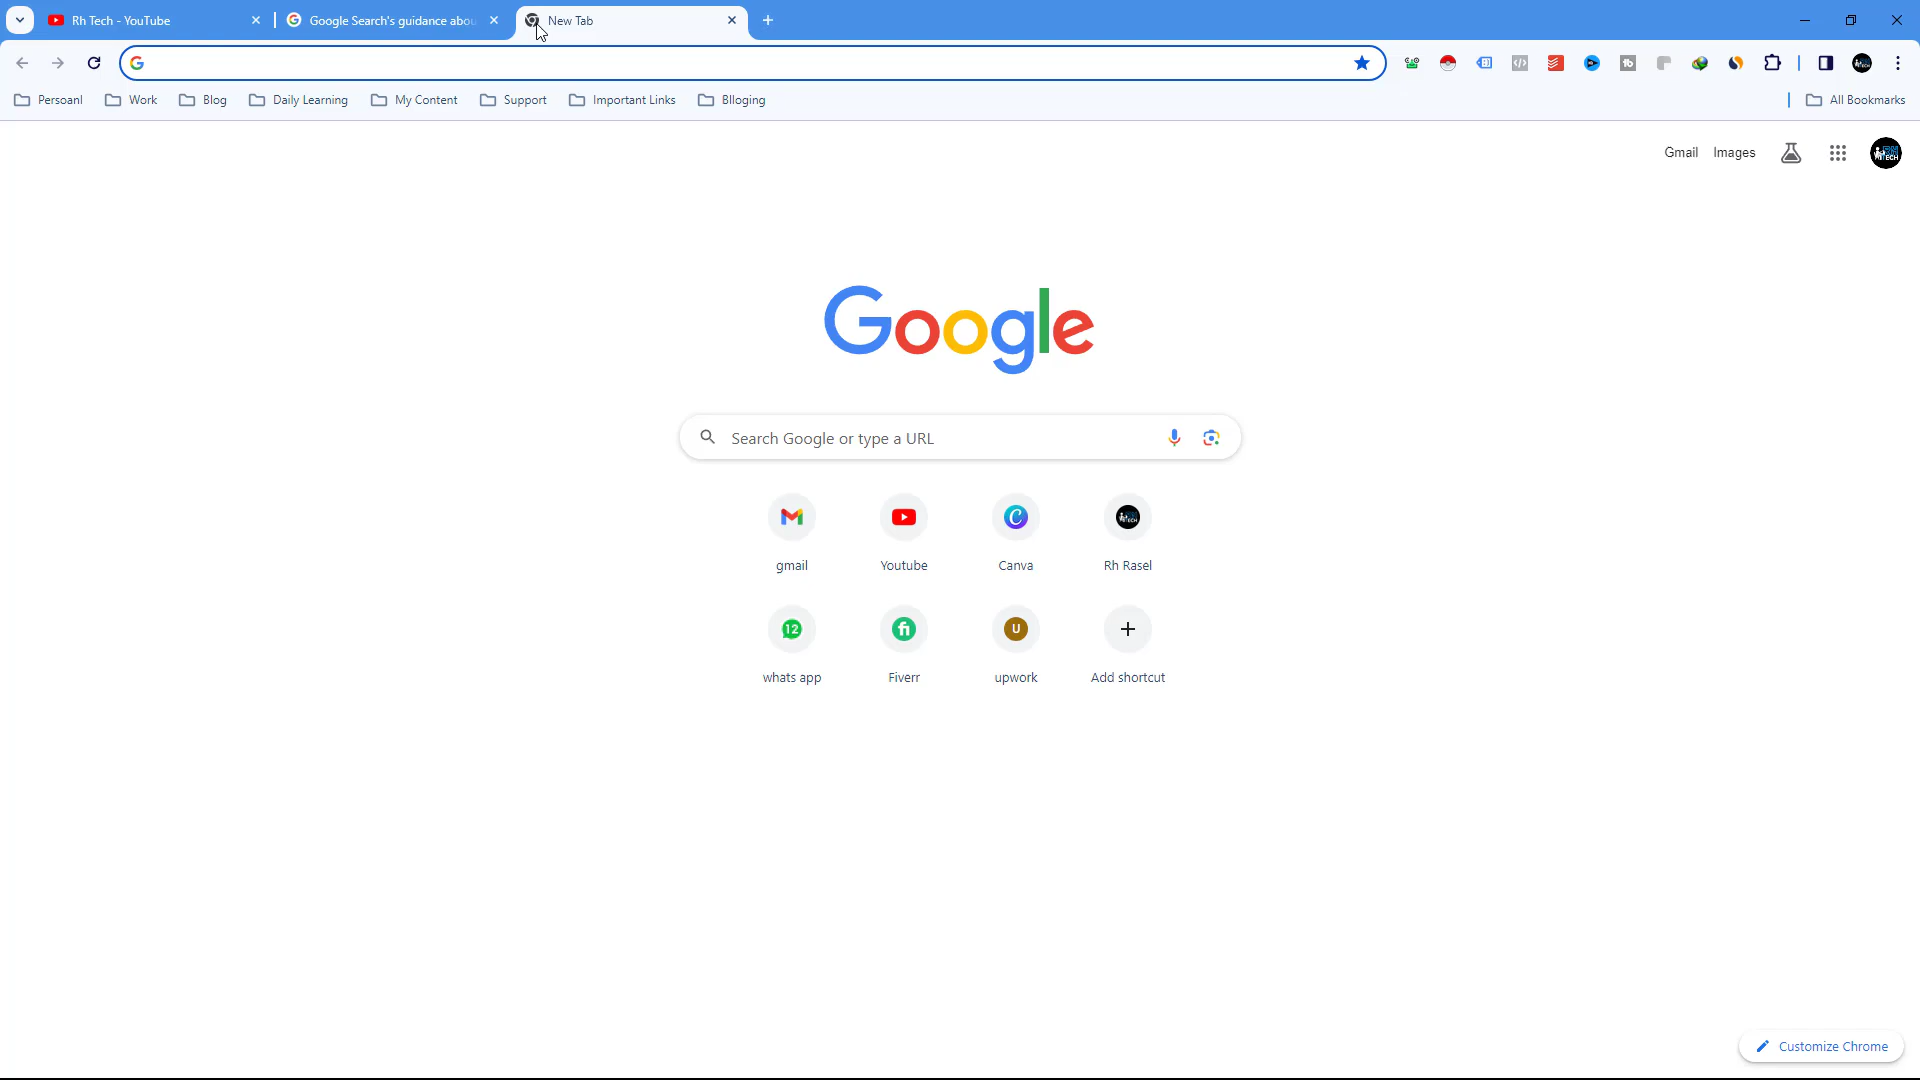 Rh Tech - YouTube
Google Search's guidance abou
New Tab
Persoanl
Work
Blog
Daily Learning
My Content
Support
Important Links
Blloging
All Bookmarks
Gmail
Images
Google
Search Google or type a URL
gmail
Youtube
Canva
Rh Rasel
12
fi
U
whats app
Fiverr
upwork
Add shortcut
Customize Chrome